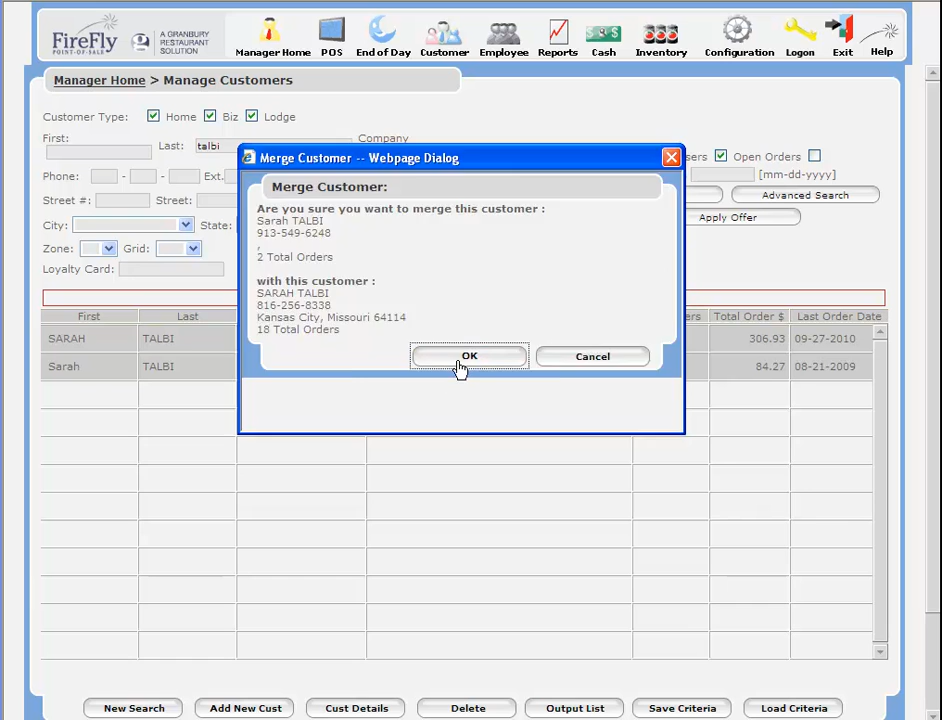 FireFly
POINT-OF-SALE
A GRANBURY
RESTAURANT
SOLUTION
Manager Home
POS
End of Day
Customer
Employee
Reports
Cash
Inventory
Configuration
Logon
Exit
Help
Manager Home > Manage Customers
Customer Type:
Home
Biz
Lodge
First:
Last:
talbi
Company
Phone:
-
-
Ext.
sers
Open Orders
[mm-dd-yyyy]
Street #:
Street:
Advanced Search
City:
State:
Apply Offer
Zone:
Grid:
Loyalty Card:
Merge Customer -- Webpage Dialog
Merge Customer:
Are you sure you want to merge this customer :
Sarah TALBI
913-549-6248
,
2 Total Orders
with this customer :
SARAH TALBI
816-256-8338
Kansas City, Missouri 64114
18 Total Orders
OK
Cancel
First
Last
ers
Total Order $
Last Order Date
SARAH
TALBI
306.93
09-27-2010
Sarah
TALBI
84.27
08-21-2009
New Search
Add New Cust
Cust Details
Delete
Output List
Save Criteria
Load Criteria